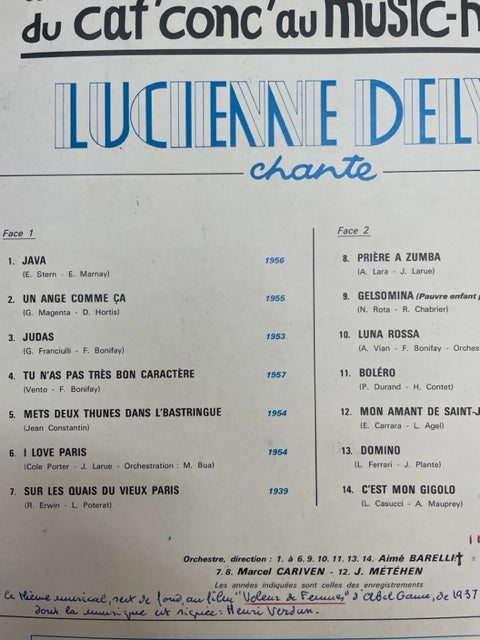 du caf'conc'au music-h
LUCIENNE DELY
chante
Face 1
1. JAVA 1956
(E. Stern - E. Marnay)
2. UN ANGE COMME ÇA 1955
(G. Magenta - D. Hortis)
3. JUDAS 1953
(G. Franciulli - F. Bonifay)
4. TU N'AS PAS TRÈS BON CARACTÈRE 1957
(Vento - F. Bonifay)
5. METS DEUX THUNES DANS L'BASTRINGUE 1954
(Jean Constantin)
6. I LOVE PARIS 1954
(Cole Porter - J. Larue - Orchestration : M. Bua)
7. SUR LES QUAIS DU VIEUX PARIS 1939
(R. Erwin - L. Poterat)
Face 2
8. PRIÈRE A ZUMBA
(A. Lara - J. Larue)
9. GELSOMINA (Pauvre enfant
(N. Rota - R. Chabrier)
10. LUNA ROSSA
(A. Vian - F. Bonifay - Orches
11. BOLÉRO
(P. Durand - H. Contet)
12. MON AMANT DE SAINT-J
(E. Carrara - L. Agel)
13. DOMINO
(L. Ferrari - J. Plante)
14. C'EST MON GIGOLO
(L. Casucci - A. Mauprey)
Orchestre, direction : 1. à 6.9. 10. 11. 13. 14. Aimé BARELLI
7.8. Marcel CARIVEN - 12. J. MÉTÉHEN
Les années indiquées sont celles des enregistrements
Ce thème musical, sert de fond, au film "Voleur de Femmes" d'Abel Gance, de 1937
dont la musique est signée : Henri Verdun.